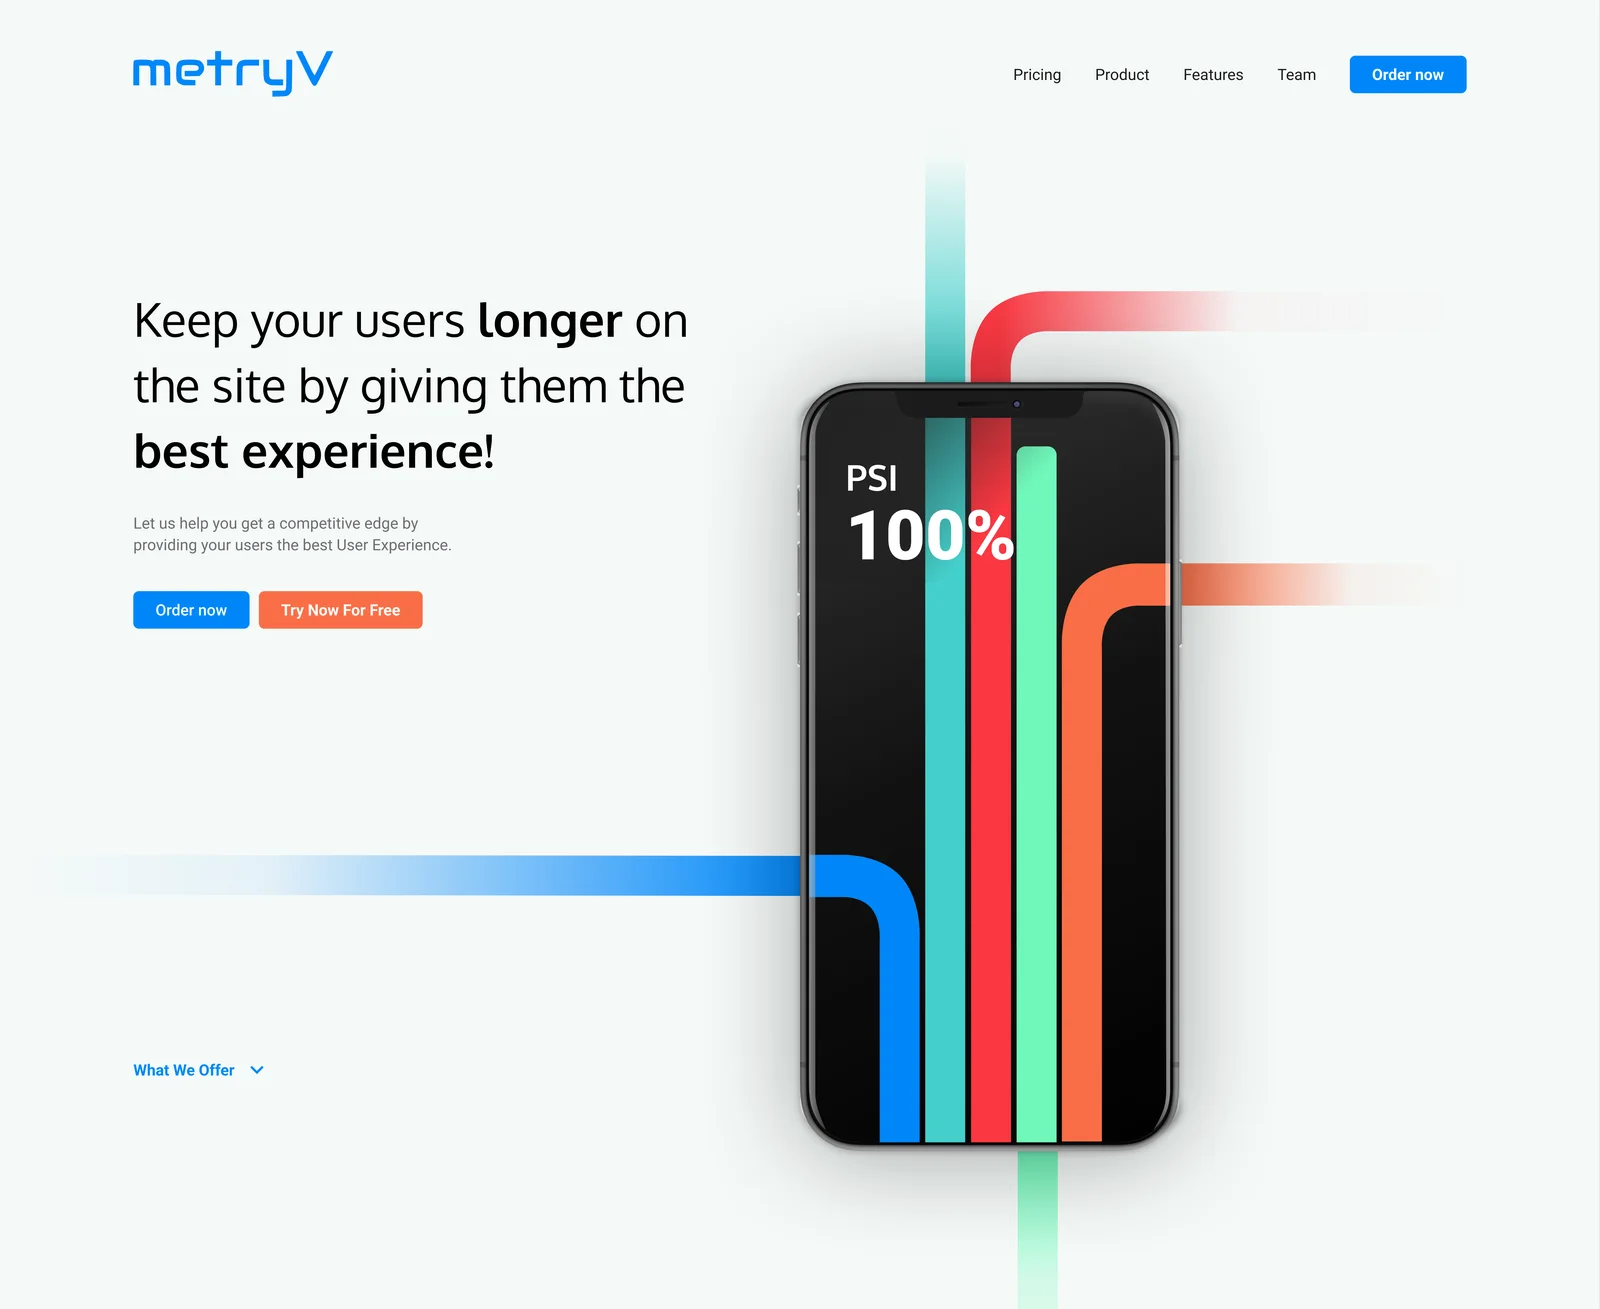 metryV
Pricing Product Features Team Order now
Keep your users longer on
the site by giving them the
best experience!
Let us help you get a competitive edge by
providing your users the best User Experience.
Order now Try Now For Free
PSI
100%
What We Offer